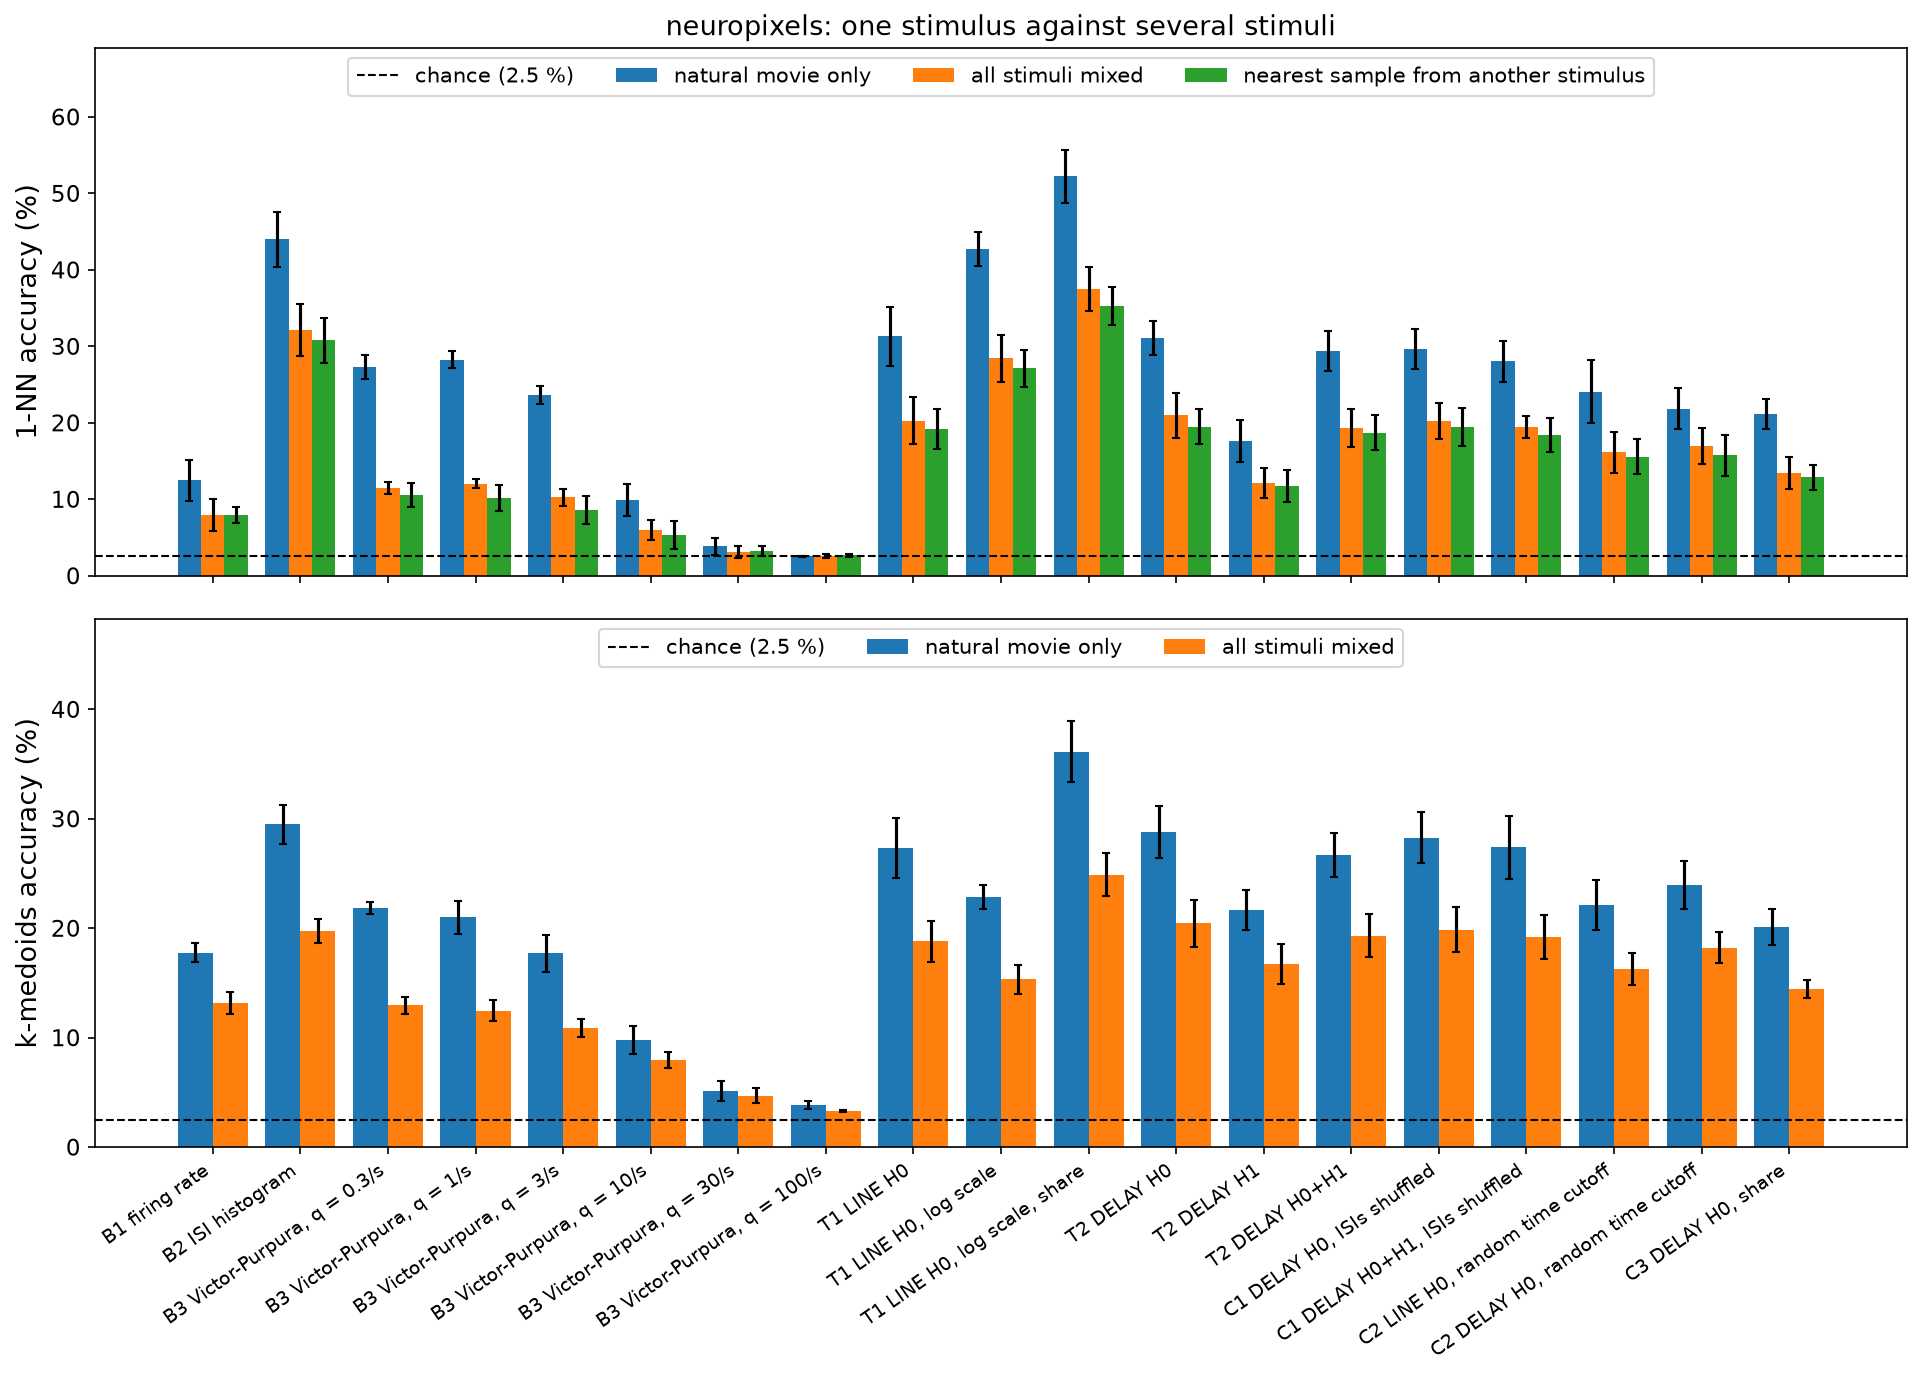 neuropixels: one stimulus against several stimuli
chance (2.5 %)
natural movie only
all stimuli mixed
nearest sample from another stimulus
1-NN accuracy (%)
60
50
40
30
20
10
0
chance (2.5 %)
natural movie only
all stimuli mixed
k-medoids accuracy (%)
40
30
20
10
0
B1 firing rate
B2 ISI histogram
B3 Victor-Purpura, q = 0.3/s
B3 Victor-Purpura, q = 1/s
B3 Victor-Purpura, q = 3/s
B3 Victor-Purpura, q = 10/s
B3 Victor-Purpura, q = 30/s
B3 Victor-Purpura, q = 100/s
T1 LINE H0
T1 LINE H0, log scale
T1 LINE H0, log scale, share
T2 DELAY H0
T2 DELAY H1
T2 DELAY H0+H1
C1 DELAY H0, ISIs shuffled
C1 DELAY H0+H1, ISIs shuffled
C2 LINE H0, random time cutoff
C2 DELAY H0, random time cutoff
C3 DELAY H0, share